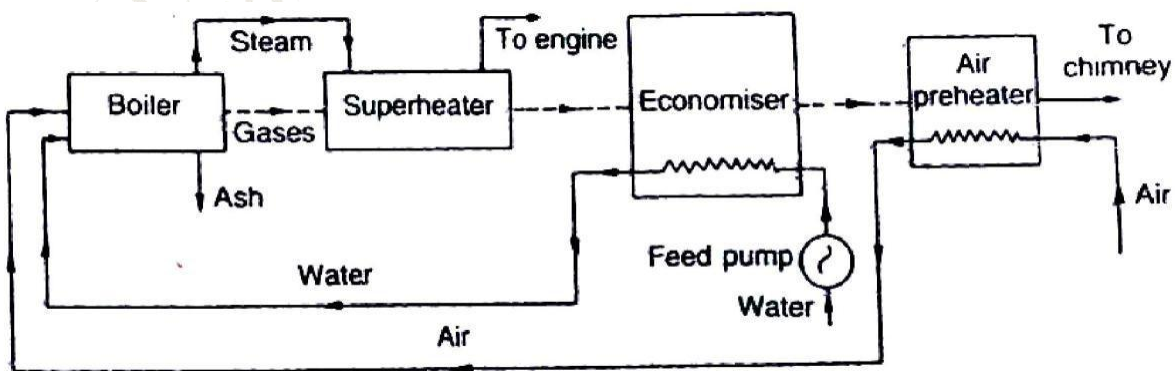 Steam
To engine
To
chimney
Boiler
Gases
Superheater
Economiser
Air
preheater
Ash
Air
Feed pump
Water
Water
Air